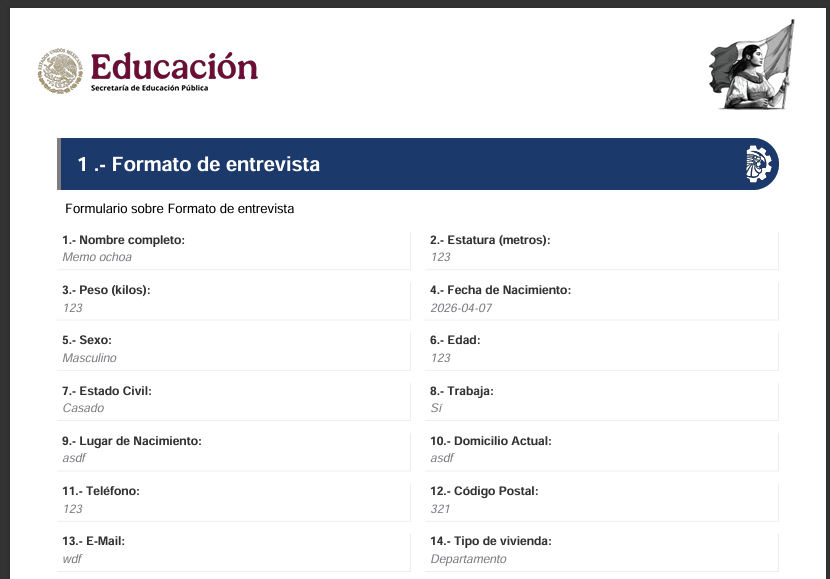 Educación
Secretaría de Educación Pública
1 .- Formato de entrevista
Formulario sobre Formato de entrevista
1.- Nombre completo:
Memo ochoa
2.- Estatura (metros):
123
3.- Peso (kilos):
123
4.- Fecha de Nacimiento:
2026-04-07
5.- Sexo:
Masculino
6.- Edad:
123
7.- Estado Civil:
Casado
8.- Trabaja:
Sí
9.- Lugar de Nacimiento:
asdf
10.- Domicilio Actual:
asdf
11.- Teléfono:
123
12.- Código Postal:
321
13.- E-Mail:
wdf
14.- Tipo de vivienda:
Departamento